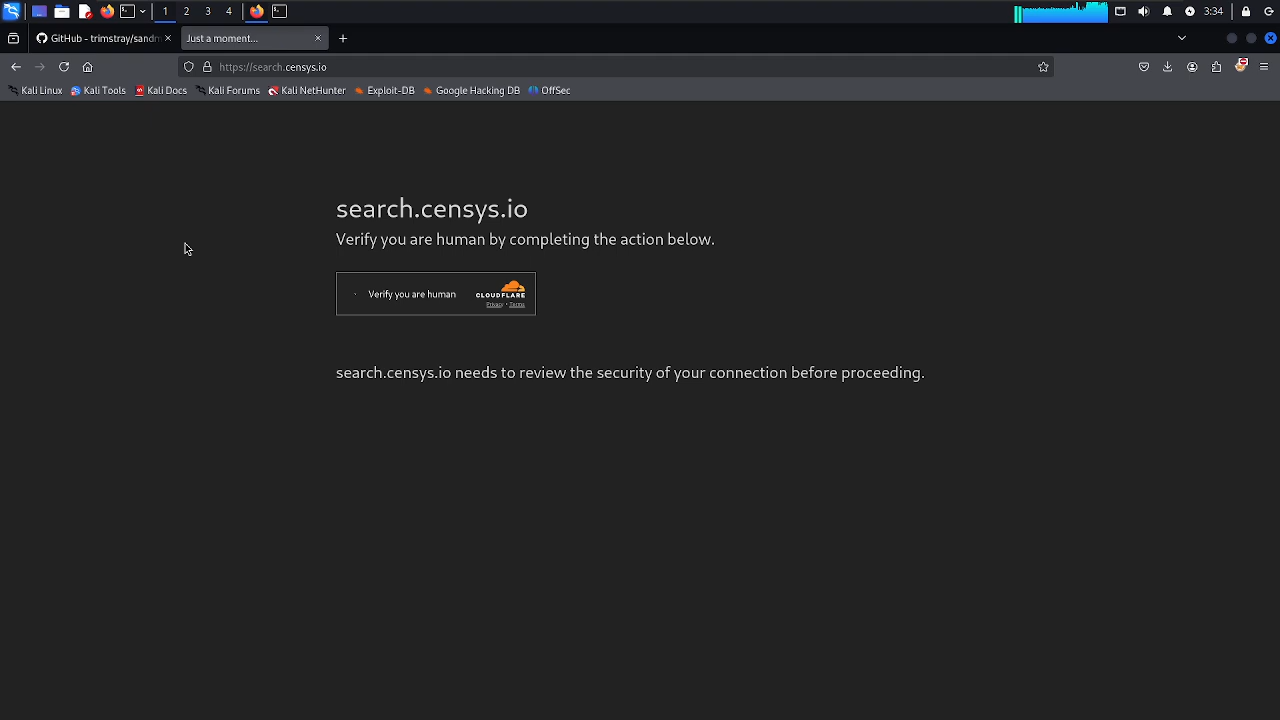 1 2 3 4 3:34
GitHub - trimstray/sandm
Just a moment...
https://search.censys.io
Kali Linux Kali Tools Kali Docs Kali Forums Kali NetHunter Exploit-DB Google Hacking DB OffSec
search.censys.io
Verify you are human by completing the action below.
Verify you are human
CLOUDFLARE
Privacy • Terms
search.censys.io needs to review the security of your connection before proceeding.